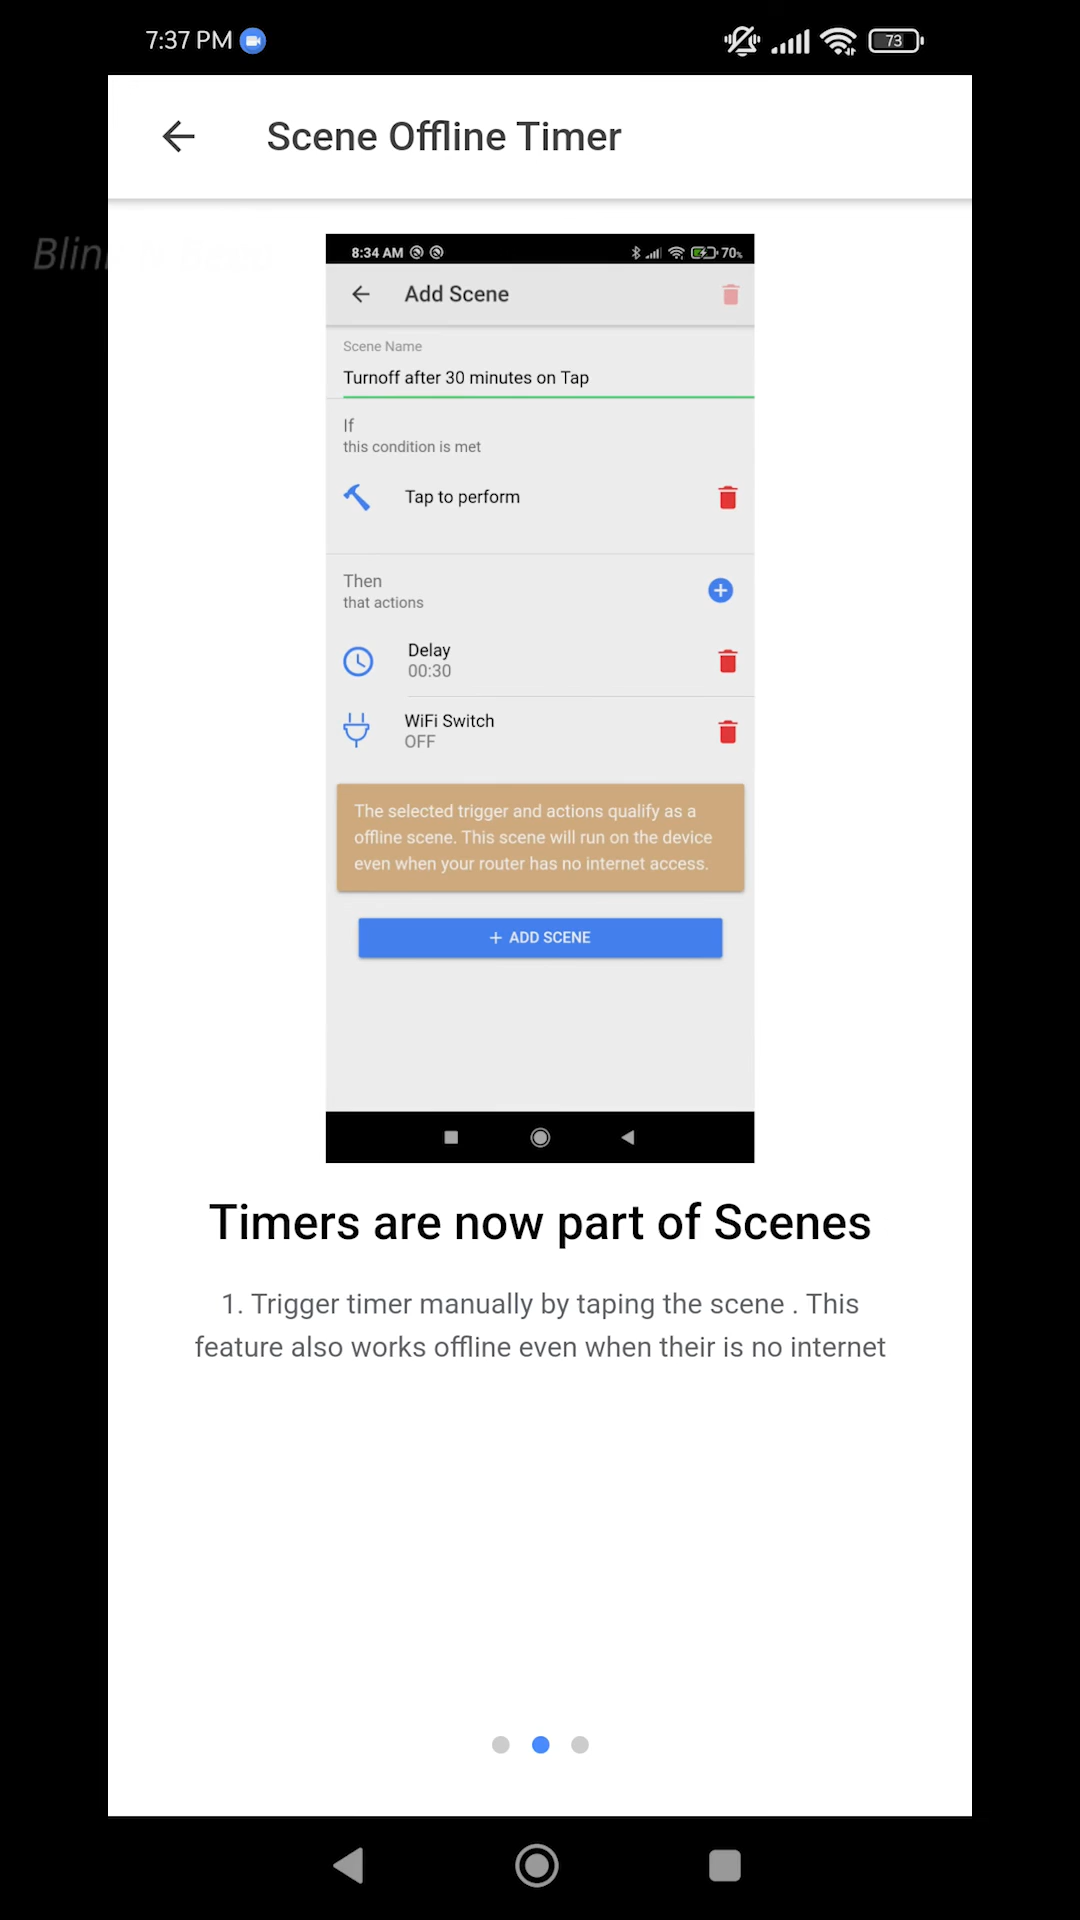 7:37 PM
73
Scene Offline Timer
8:34 AM
70%
Add Scene
Scene Name
Turnoff after 30 minutes on Tap
If
this condition is met
Tap to perform
Then
that actions
Delay
00:30
WiFi Switch
OFF
The selected trigger and actions qualify as a
offline scene. This scene will run on the device
even when your router has no internet access.
+ ADD SCENE
Timers are now part of Scenes
1. Trigger timer manually by taping the scene . This
feature also works offline even when their is no internet